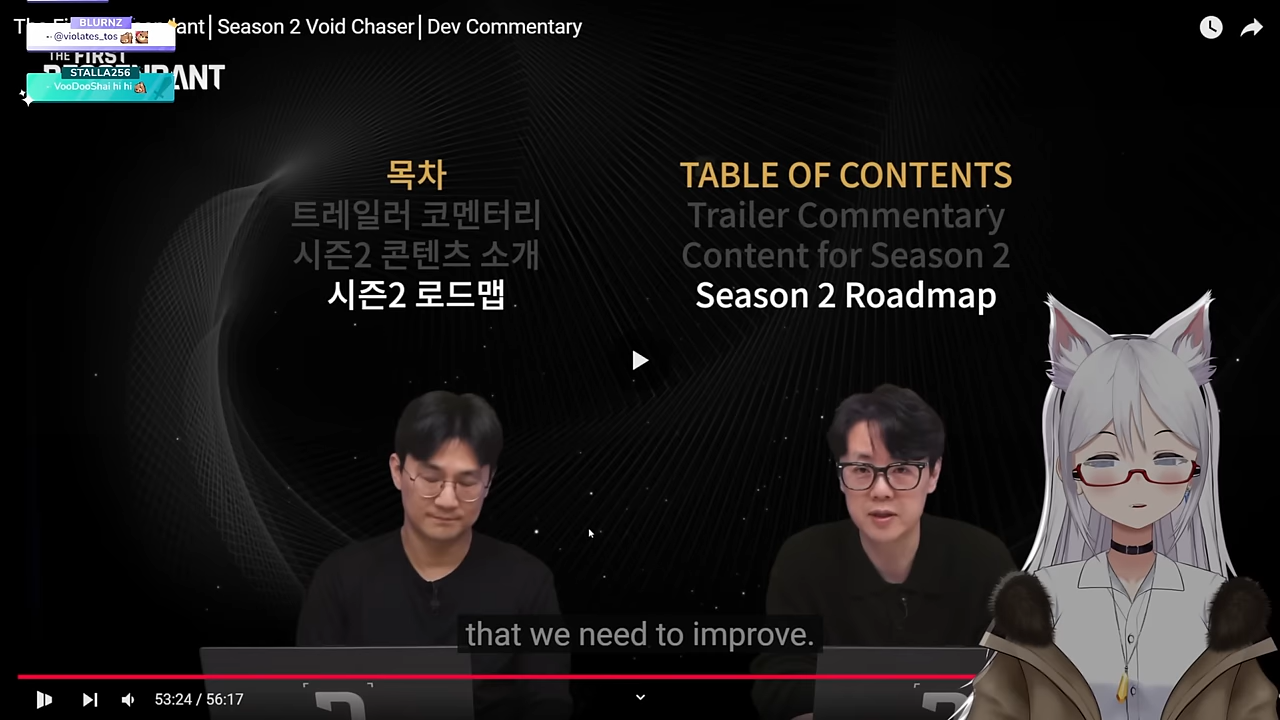 The First Descendant│Season 2 Void Chaser│Dev Commentary
BLURNZ
@violates_tos
THE FIRST
DESCENDANT
STALLA256
VooDooShai hi hi
목차
트레일러 코멘터리
시즌2 콘텐츠 소개
시즌2 로드맵
TABLE OF CONTENTS
Trailer Commentary
Content for Season 2
Season 2 Roadmap
that we need to improve.
53:24 / 56:17